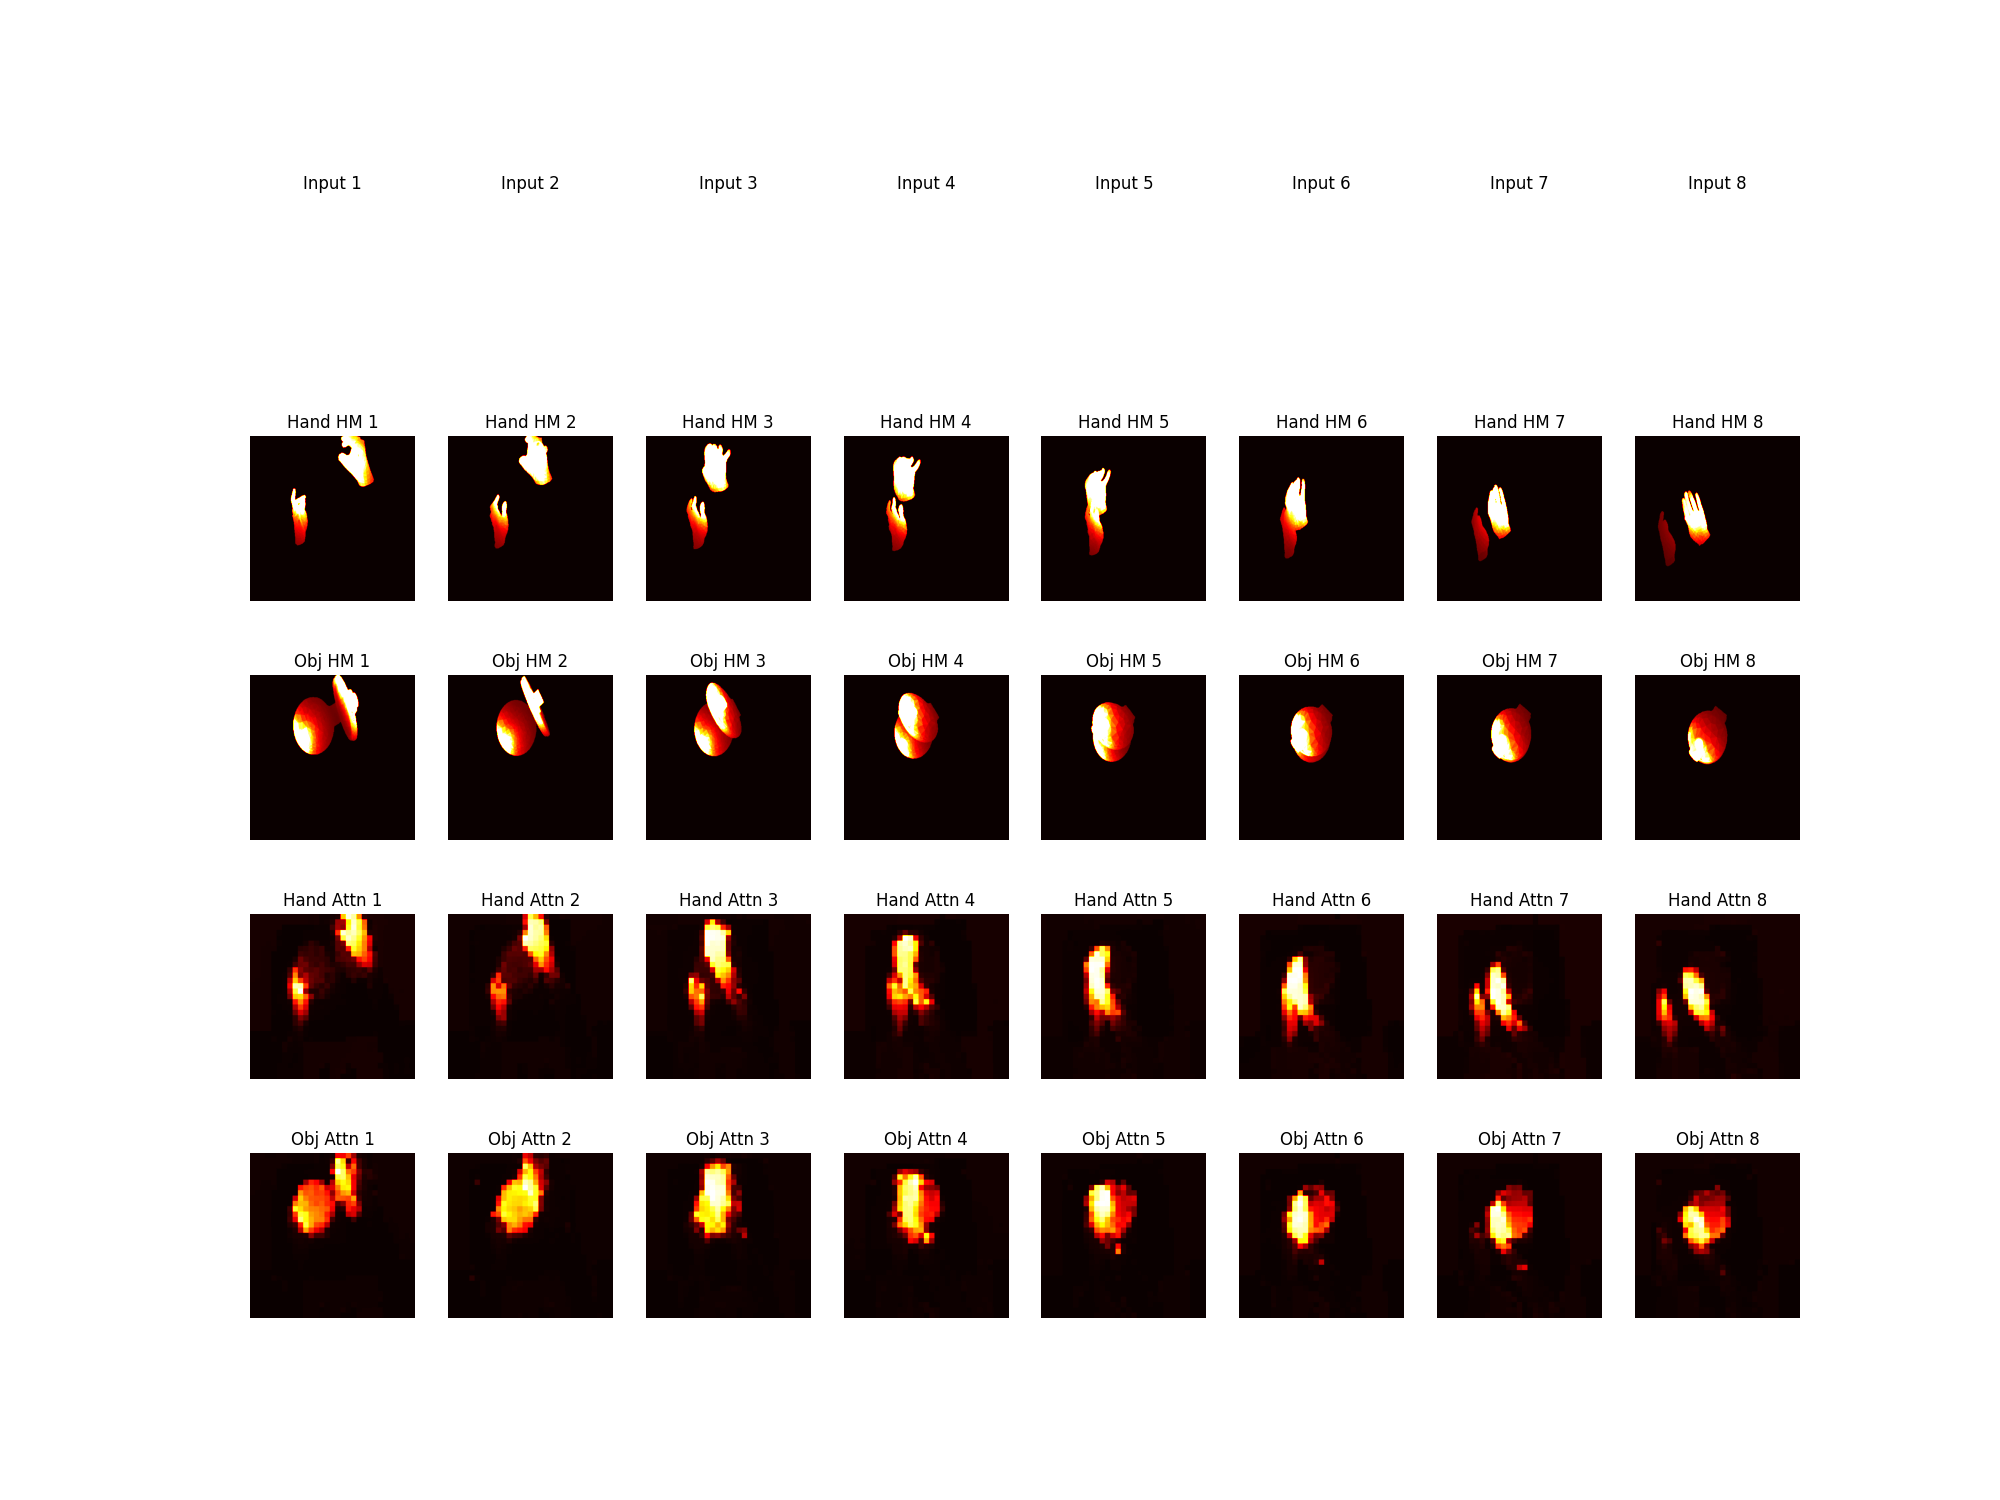 Input 1 Input 2 Input 3 Input 4 Input 5 Input 6 Input 7 Input 8
Hand HM 1 Hand HM 2 Hand HM 3 Hand HM 4 Hand HM 5 Hand HM 6 Hand HM 7 Hand HM 8
Obj HM 1 Obj HM 2 Obj HM 3 Obj HM 4 Obj HM 5 Obj HM 6 Obj HM 7 Obj HM 8
Hand Attn 1 Hand Attn 2 Hand Attn 3 Hand Attn 4 Hand Attn 5 Hand Attn 6 Hand Attn 7 Hand Attn 8
Obj Attn 1 Obj Attn 2 Obj Attn 3 Obj Attn 4 Obj Attn 5 Obj Attn 6 Obj Attn 7 Obj Attn 8